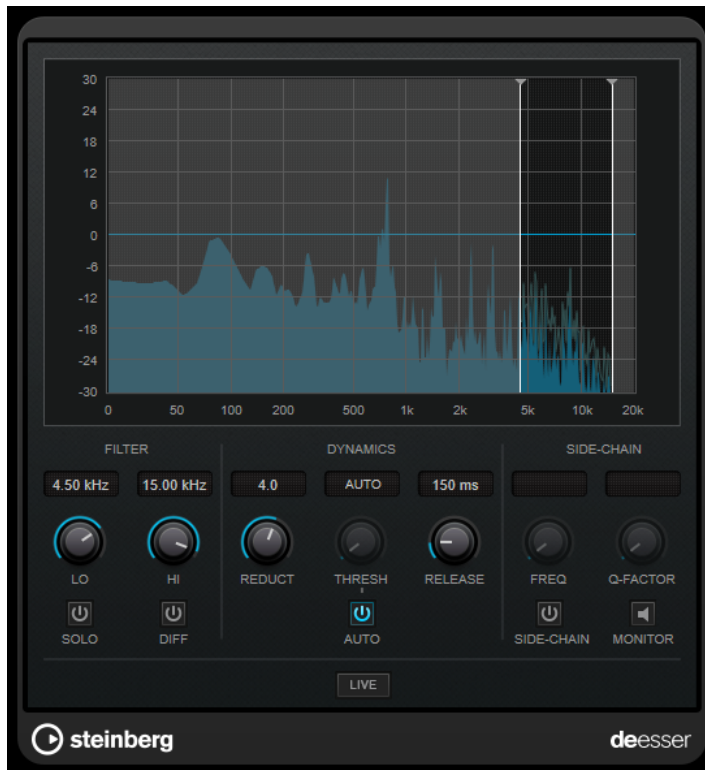 30
24
18
12
6
0
-6
-12
-18
-24
-30
0 50 100 200 500 1k 2k 5k 10k 20k
FILTER DYNAMICS SIDE-CHAIN
4.50 kHz 15.00 kHz 4.0 AUTO 150 ms
LO HI REDUCT THRESH RELEASE FREQ Q-FACTOR
SOLO DIFF AUTO SIDE-CHAIN MONITOR
LIVE
steinberg deesser